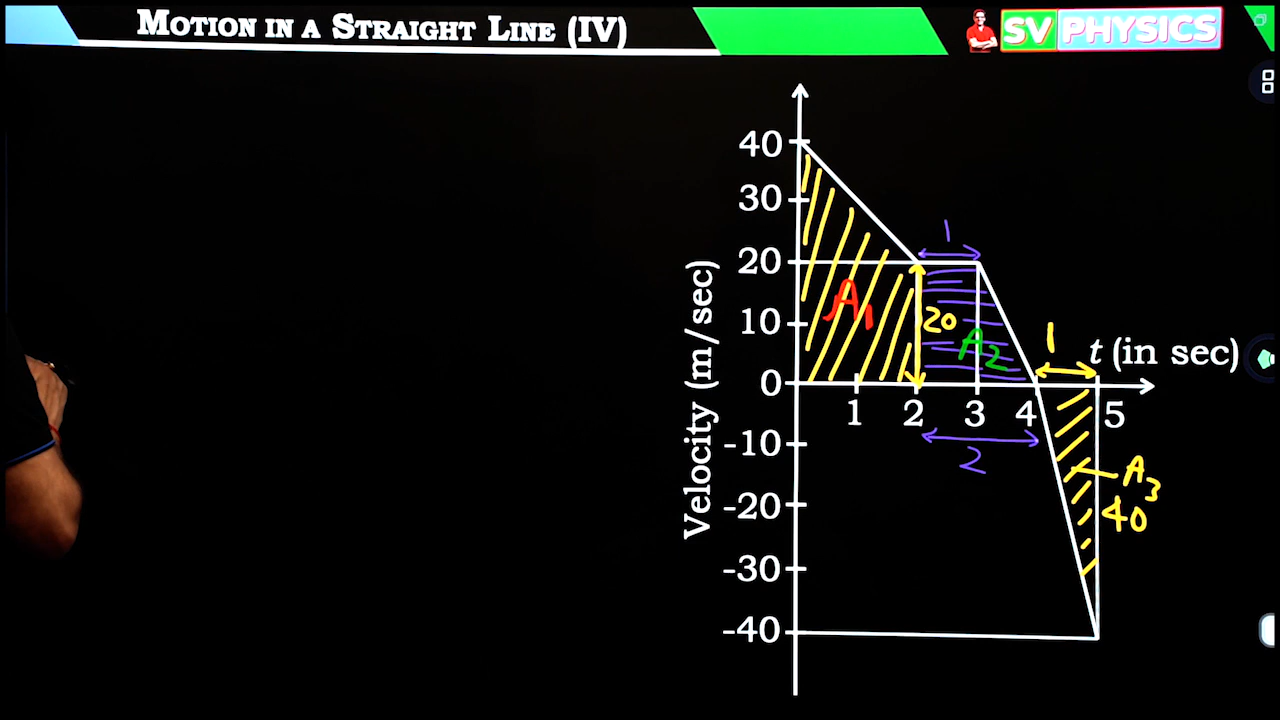 MOTION IN A STRAIGHT LINE (IV)
SV PHYSICS
Velocity (m/sec)
40
30
20
10
0
-10
-20
-30
-40
1
2
3
4
5
t (in sec)
A1
20
1
A2
2
1
A3
40